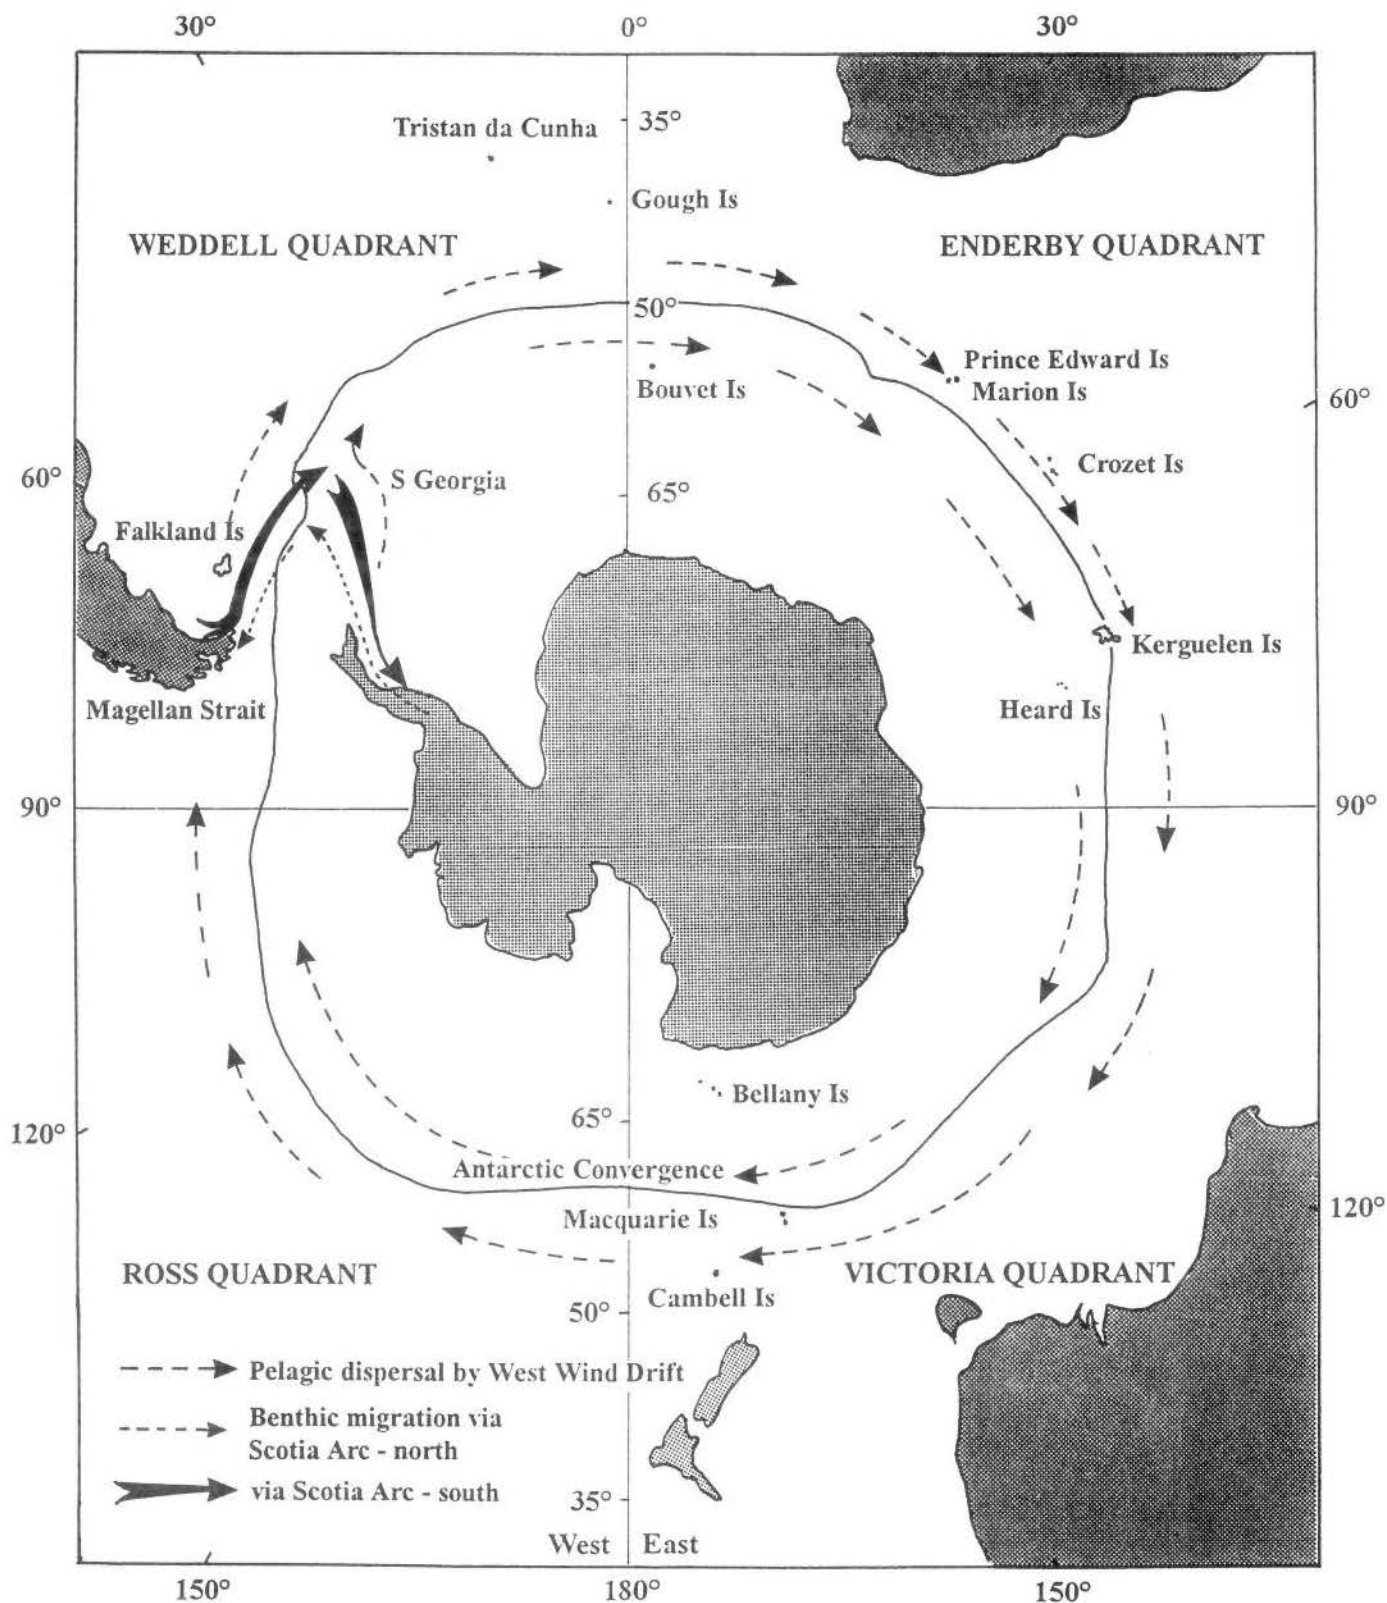 30°
0°
30°
35°
Tristan da Cunha
Gough Is
WEDDELL QUADRANT
ENDERBY QUADRANT
50°
Prince Edward Is
Bouvet Is
Marion Is
60°
Crozet Is
60°
S Georgia
65°
Falkland Is
Kerguelen Is
Magellan Strait
Heard Is
90°
90°
Bellany Is
65°
120°
Antarctic Convergence
Macquarie Is
120°
ROSS QUADRANT
VICTORIA QUADRANT
Cambell Is
50°
Pelagic dispersal by West Wind Drift
Benthic migration via
Scotia Arc - north
via Scotia Arc - south
35°
West East
150°
180°
150°